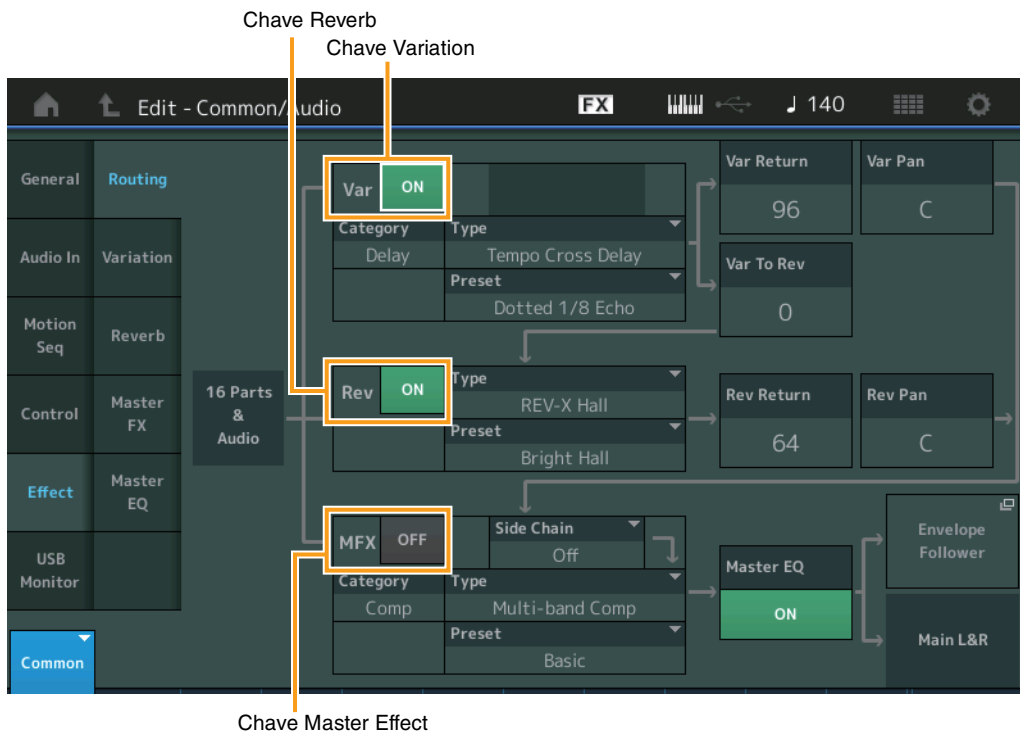 Chave Reverb
Chave Variation
Edit - Common/Audio
FX
♩ 140
General
Routing
Audio In
Variation
Motion
Seq
Reverb
Control
Master
FX
Effect
Master
EQ
USB
Monitor
Common
16 Parts
&
Audio
Var
ON
Category
Delay
Type
Tempo Cross Delay
Preset
Dotted 1/8 Echo
Var Return
96
Var Pan
C
Var To Rev
0
Rev
ON
Type
REV-X Hall
Preset
Bright Hall
Rev Return
64
Rev Pan
C
MFX
OFF
Side Chain
Off
Category
Comp
Type
Multi-band Comp
Preset
Basic
Master EQ
ON
Envelope
Follower
Main L&R
Chave Master Effect